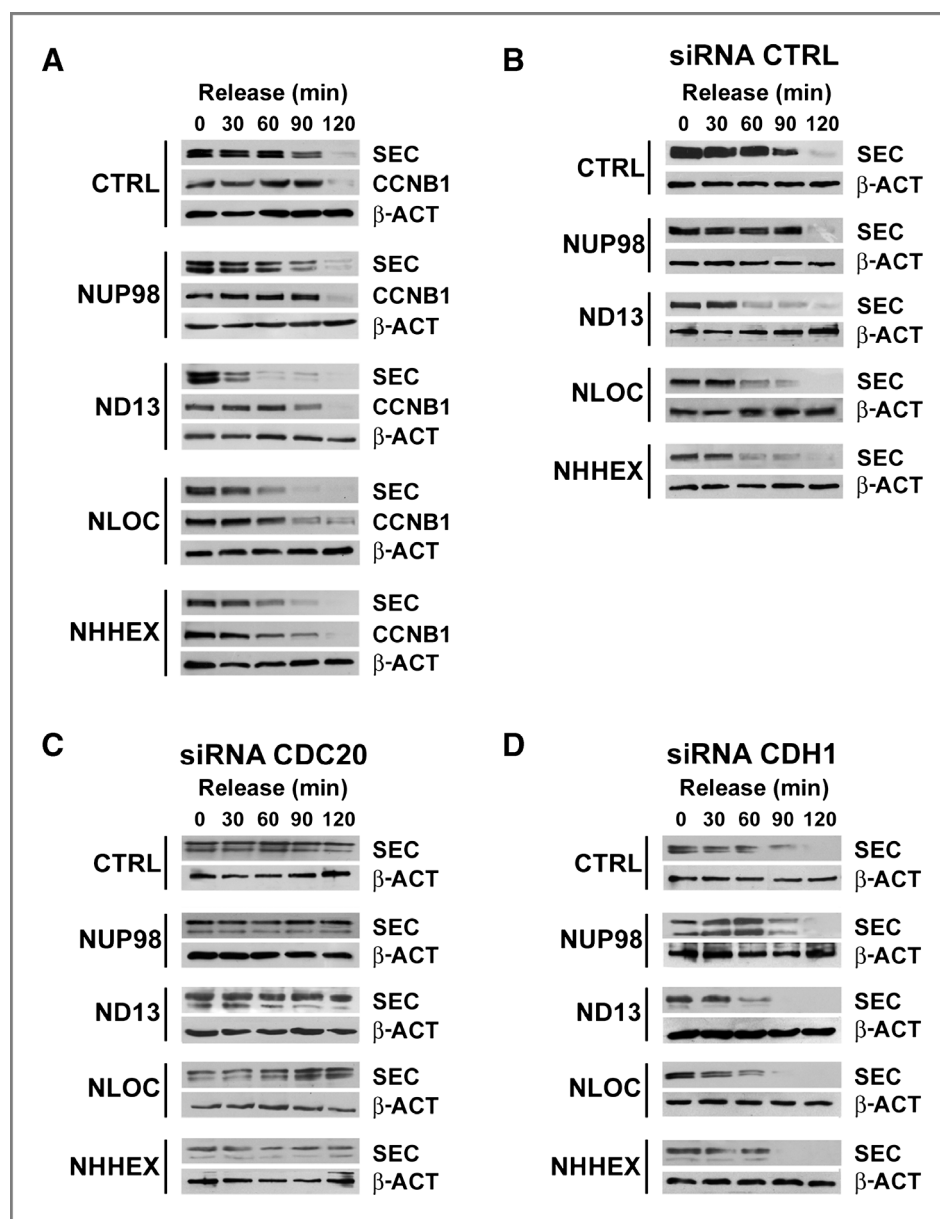 A
Release (min)
0 30 60 90 120
CTRL
SEC
CCNB1
β-ACT
NUP98
SEC
CCNB1
β-ACT
ND13
SEC
CCNB1
β-ACT
NLOC
SEC
CCNB1
β-ACT
NHHEX
SEC
CCNB1
β-ACT
B
siRNA CTRL
Release (min)
0 30 60 90 120
CTRL
SEC
β-ACT
NUP98
SEC
β-ACT
ND13
SEC
β-ACT
NLOC
SEC
β-ACT
NHHEX
SEC
β-ACT
C
siRNA CDC20
Release (min)
0 30 60 90 120
CTRL
SEC
β-ACT
NUP98
SEC
β-ACT
ND13
SEC
β-ACT
NLOC
SEC
β-ACT
NHHEX
SEC
β-ACT
D
siRNA CDH1
Release (min)
0 30 60 90 120
CTRL
SEC
β-ACT
NUP98
SEC
β-ACT
ND13
SEC
β-ACT
NLOC
SEC
β-ACT
NHHEX
SEC
β-ACT